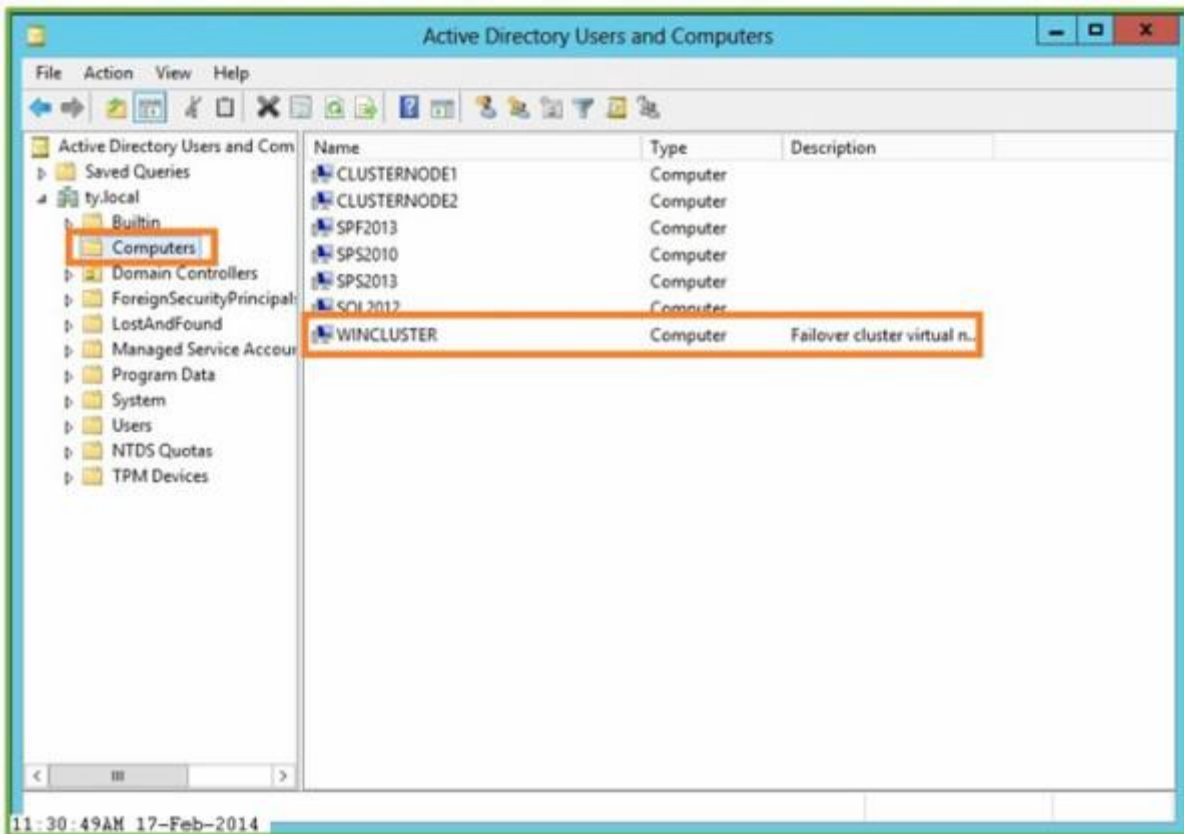 Active Directory Users and Computers
File Action View Help
Active Directory Users and Com
Saved Queries
ty.local
Builtin
Computers
Domain Controllers
ForeignSecurityPrincipal:
LostAndFound
Managed Service Accour
Program Data
System
Users
NTDS Quotas
TPM Devices
Name Type Description
CLUSTERNODE1 Computer
CLUSTERNODE2 Computer
SPF2013 Computer
SPS2010 Computer
SPS2013 Computer
SQL2012 Computer
WINCLUSTER Computer Failover cluster virtual n...
11:30:49AM 17-Feb-2014